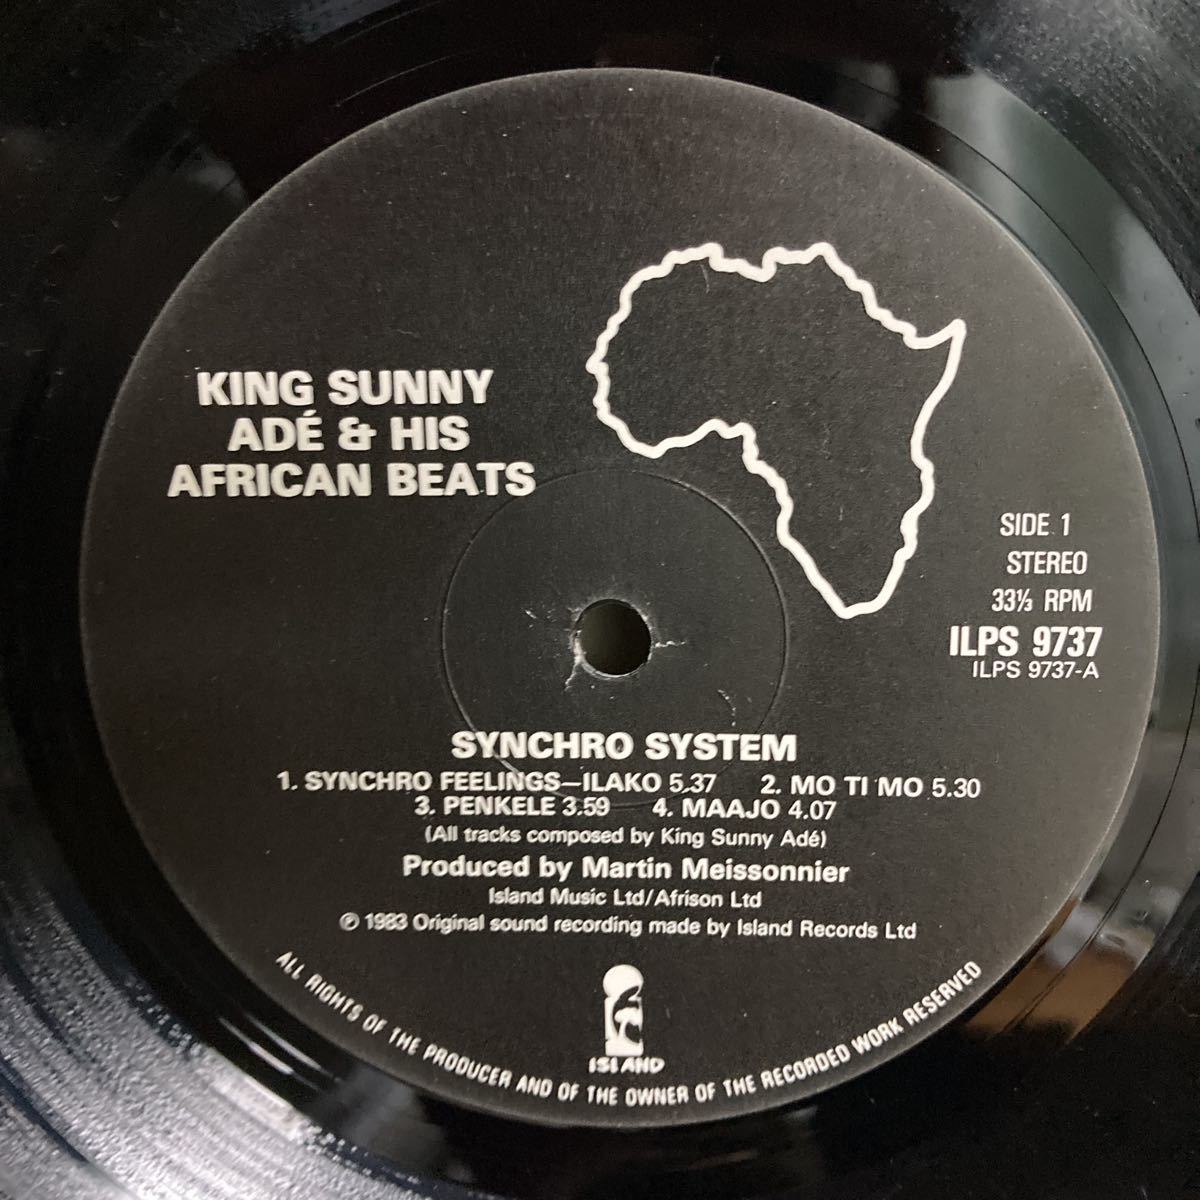 KING SUNNY
ADÉ & HIS
AFRICAN BEATS
SIDE 1
STEREO
33⅓ RPM
ILPS 9737
ILPS 9737-A
SYNCHRO SYSTEM
1. SYNCHRO FEELINGS—ILAKO 5.37 2. MO TI MO 5.30
3. PENKELE 3.59 4. MAAJO 4.07
(All tracks composed by King Sunny Adé)
Produced by Martin Meissonnier
Island Music Ltd/Afrison Ltd
℗ 1983 Original sound recording made by Island Records Ltd
ISLAND
ALL RIGHTS OF THE PRODUCER AND OF THE OWNER OF THE RECORDED WORK RESERVED